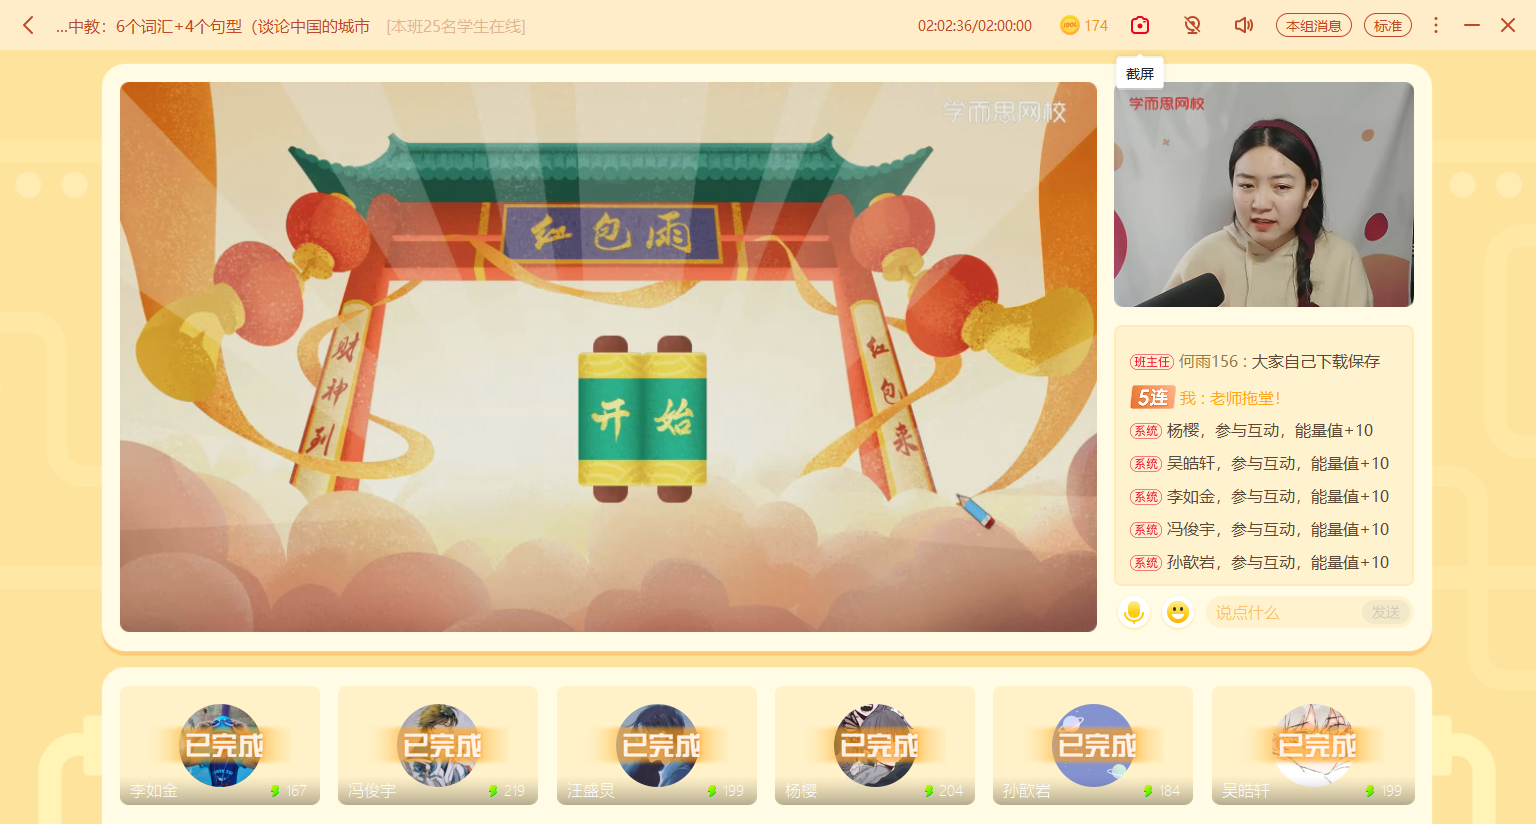 ...中教：6个词汇+4个句型（谈论中国的城市
[本班25名学生在线]
02:02:36/02:00:00
174
本组消息
标准
截屏
学而思网校
学而思网校
红包雨
财神到
红包来
开始
班主任 何雨156：大家自己下载保存
5连 我：老师拖堂！
系统 杨樱，参与互动，能量值+10
系统 吴皓轩，参与互动，能量值+10
系统 李如金，参与互动，能量值+10
系统 冯俊宇，参与互动，能量值+10
系统 孙歆岩，参与互动，能量值+10
说点什么
发送
已完成
李如金
167
已完成
冯俊宇
219
已完成
汪盛炅
199
已完成
杨樱
204
已完成
孙歆岩
184
已完成
吴皓轩
199